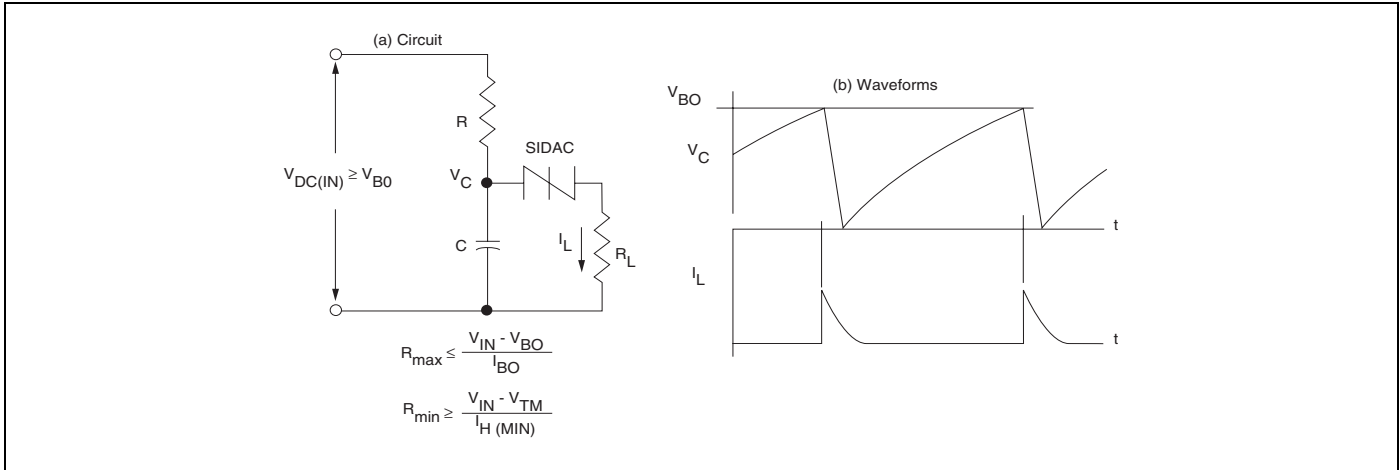 (a) Circuit
R
SIDAC
V_DC(IN) ≥ V_B0
V_C
C
I_L
R_L
R_max ≤ (V_IN - V_BO) / I_BO
R_min ≥ (V_IN - V_TM) / I_H (MIN)
(b) Waveforms
V_BO
V_C
t
I_L
t